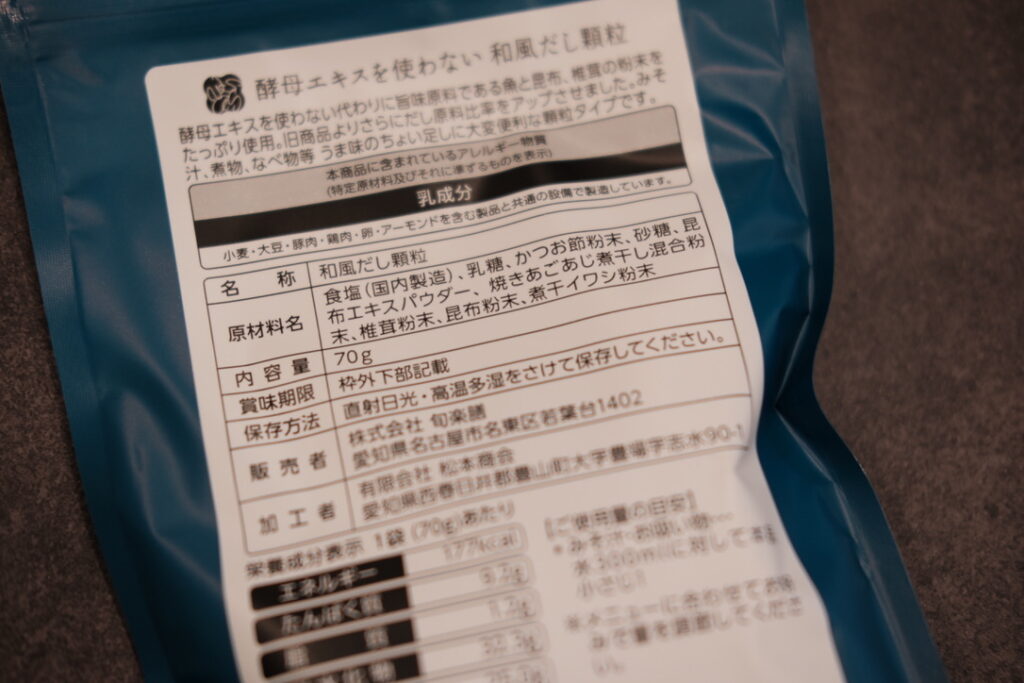 酵母エキスを使わない 和風だし顆粒
酵母エキスを使わない代わりに旨味原料である魚と昆布、椎茸の粉末を
たっぷり使用。旧商品よりさらにだし原料比率をアップさせました。みそ
汁、煮物、なべ物等 うま味のちょい足しに大変便利な顆粒タイプです。
本商品に含まれているアレルギー物質
(特定原材料及びそれに準ずるものを表示)
乳成分
小麦・大豆・豚肉・鶏肉・卵・アーモンドを含む製品と共通の設備で製造しています。
名称 和風だし顆粒
原材料名 食塩(国内製造)、乳糖、かつお節粉末、砂糖、昆
布エキスパウダー、焼きあごあじ煮干し混合粉
末、椎茸粉末、昆布粉末、煮干イワシ粉末
内容量 70g
賞味期限 枠外下部記載
保存方法 直射日光・高温多湿をさけて保存してください。
販売者 株式会社 旬楽膳
愛知県名古屋市名東区若葉台1402
加工者 有限会社 松本商会
愛知県西春日井郡豊山町大字豊場字志水90-1
栄養成分表示 1袋(70g)あたり
エネルギー 177kcal
たんぱく質
【ご使用量の目安】
小さじ1